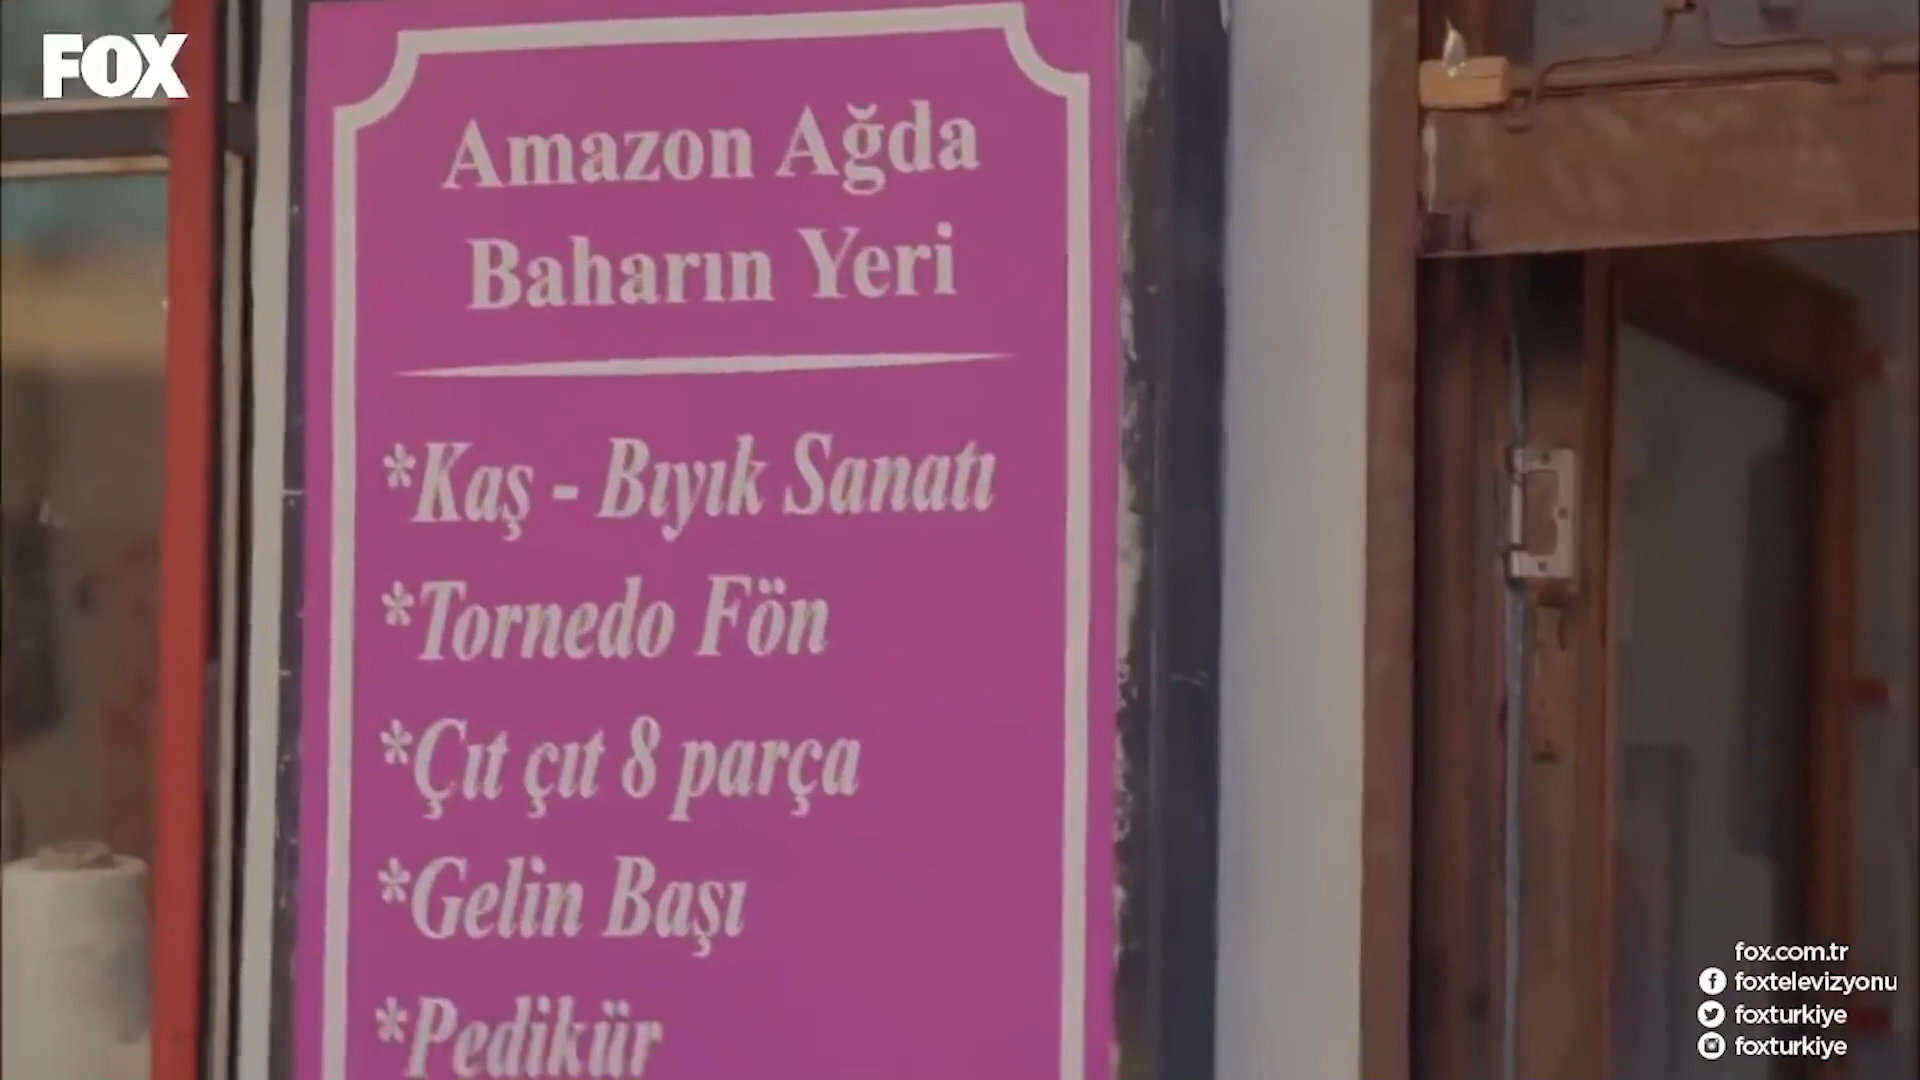 FOX
Amazon Ağda
Baharın Yeri
*Kaş - Bıyık Sanatı
*Tornedo Fön
*Çıt çıt 8 parça
*Gelin Başı
*Pedikür
fox.com.tr
foxtelevizyonu
foxturkiye
foxturkiye